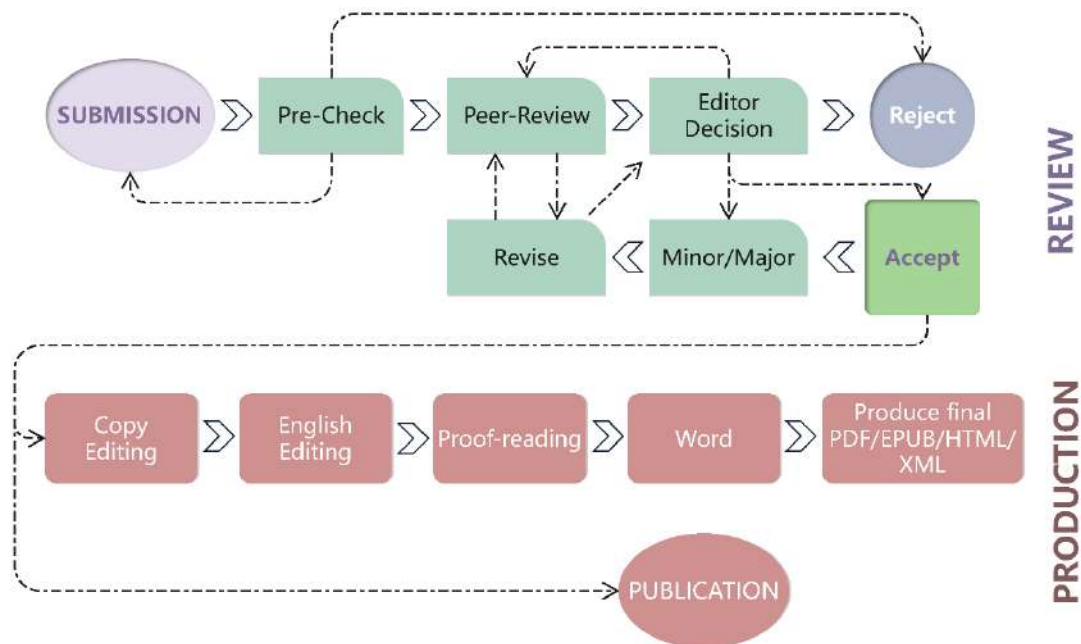 SUBMISSION
Pre-Check
Peer-Review
Editor
Decision
Reject
REVIEW
Revise
Minor/Major
Accept
Copy
Editing
English
Editing
Proof-reading
Word
Produce final
PDF/EPUB/HTML/
XML
PRODUCTION
PUBLICATION